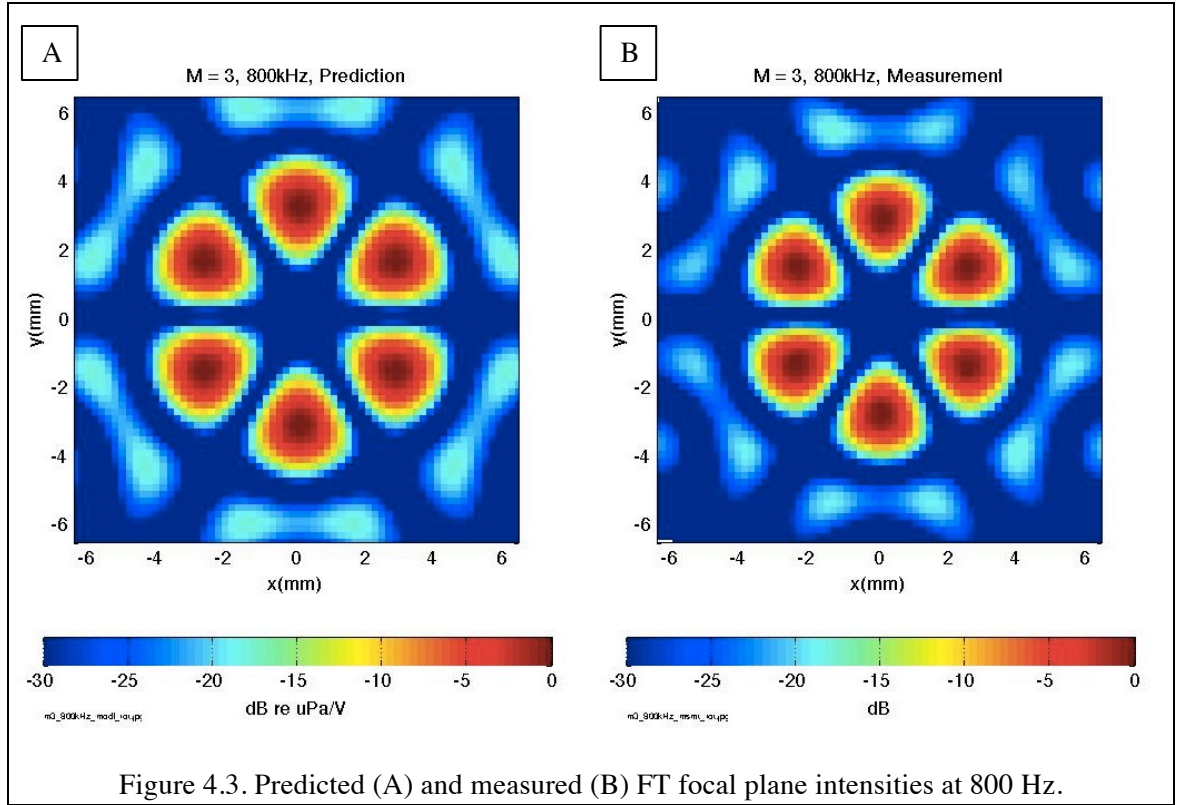 A
B
M = 3, 800kHz, Prediction
M = 3, 800kHz, Measurement
6
4
2
0
-2
-4
-6
y(mm)
-6 -4 -2 0 2 4 6
x(mm)
6
4
2
0
-2
-4
-6
y(mm)
-6 -4 -2 0 2 4 6
x(mm)
-30 -25 -20 -15 -10 -5 0
dB re uPa/V
-30 -25 -20 -15 -10 -5 0
dB
Figure 4.3. Predicted (A) and measured (B) FT focal plane intensities at 800 Hz.